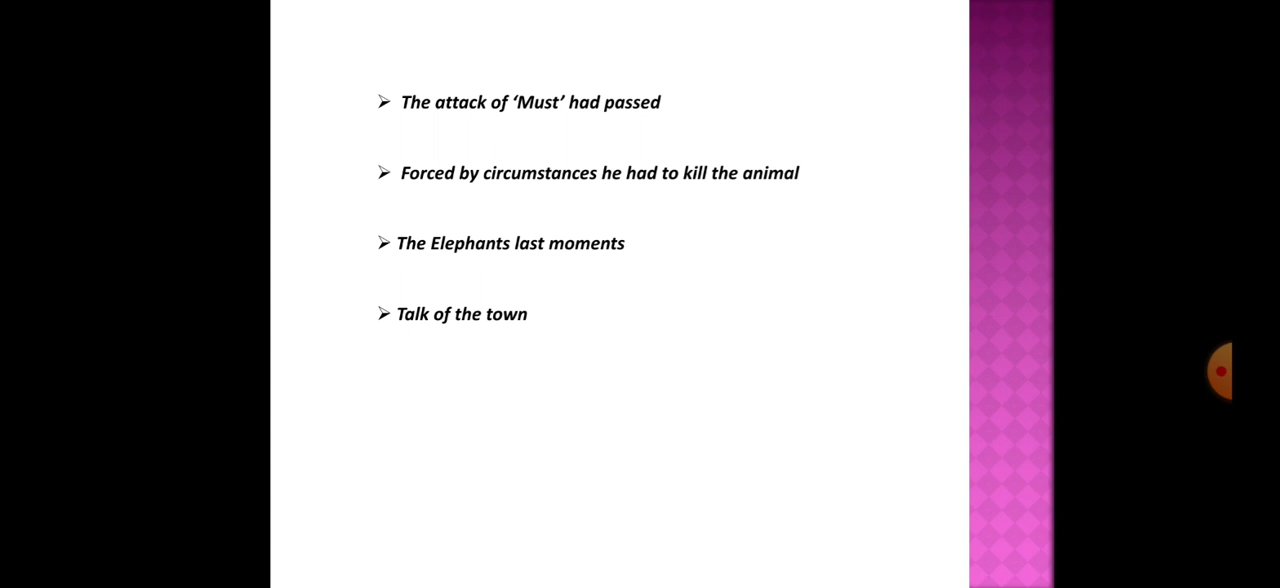 ➢ The attack of ‘Must’ had passed
➢ Forced by circumstances he had to kill the animal
➢ The Elephants last moments
➢ Talk of the town